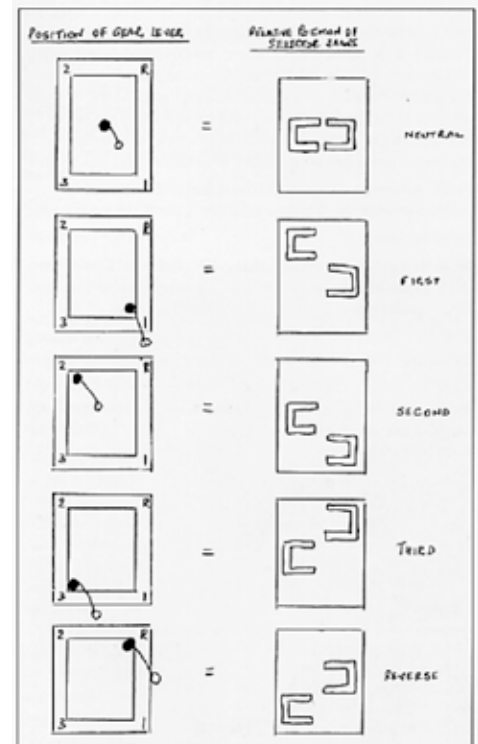 POSITION OF GEAR LEVER
RELATIVE POSITION OF
SELECTOR JAWS
2 R
= NEUTRAL
3 1
2 R
= FIRST
3 1
2 R
= SECOND
3 1
2 R
= THIRD
3 1
2 R
= REVERSE
3 1